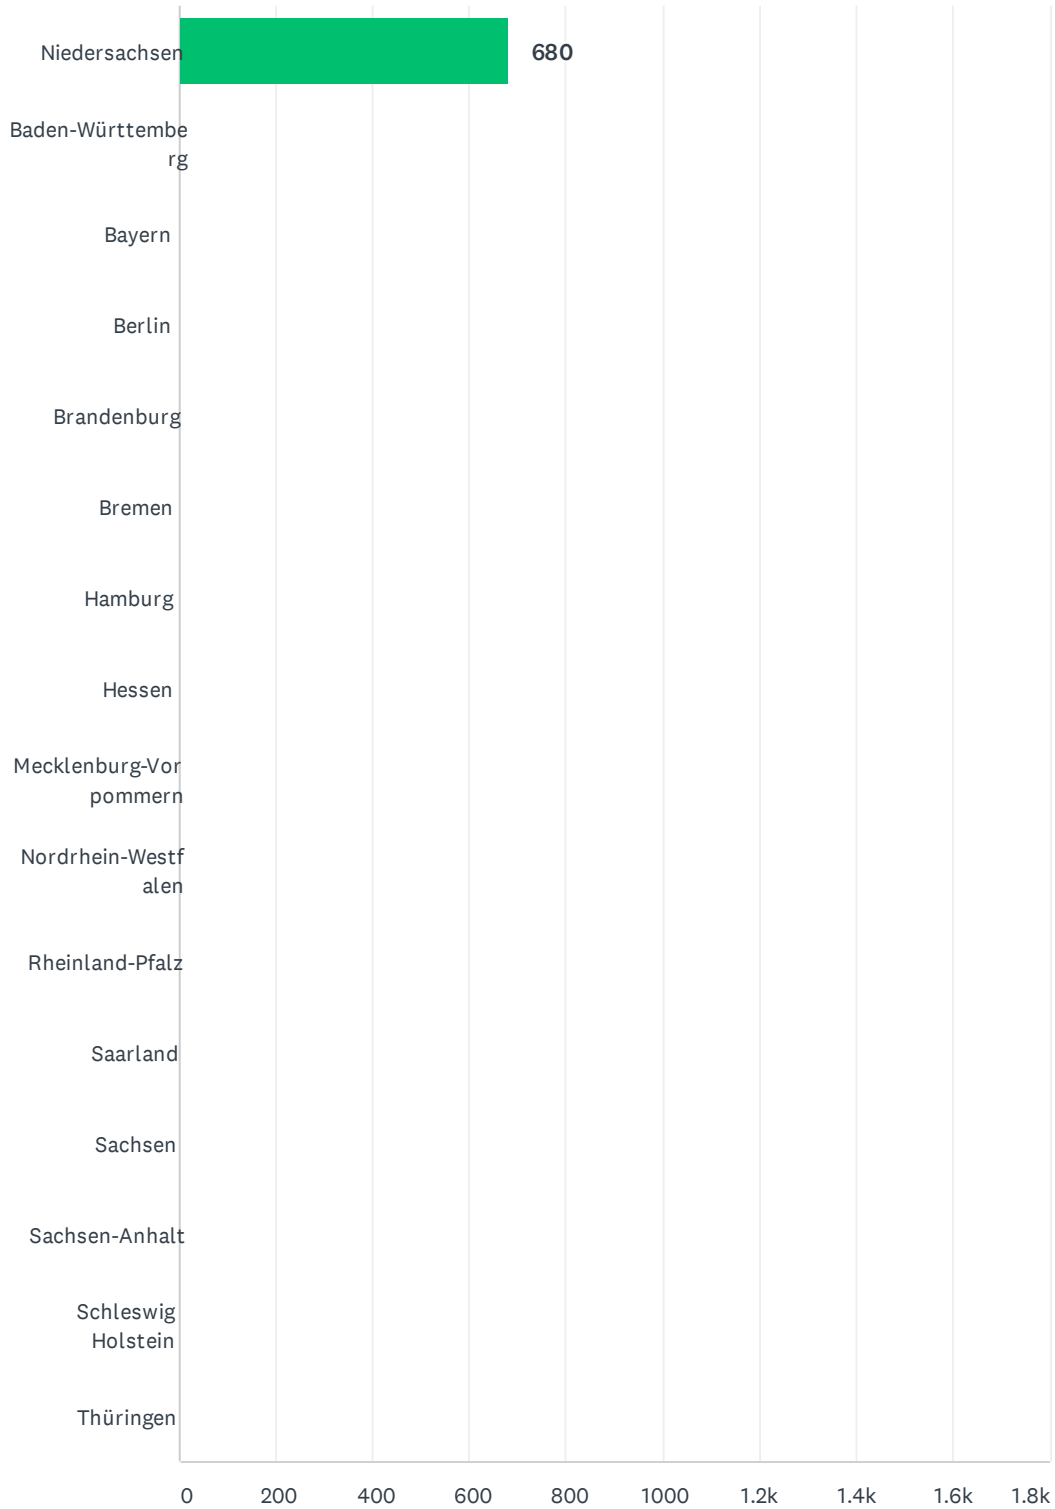 Niedersachsen
680
Baden-Württembe
rg
Bayern
Berlin
Brandenburg
Bremen
Hamburg
Hessen
Mecklenburg-Vor
pommern
Nordrhein-Westf
alen
Rheinland-Pfalz
Saarland
Sachsen
Sachsen-Anhalt
Schleswig
Holstein
Thüringen
0 200 400 600 800 1000 1.2k 1.4k 1.6k 1.8k